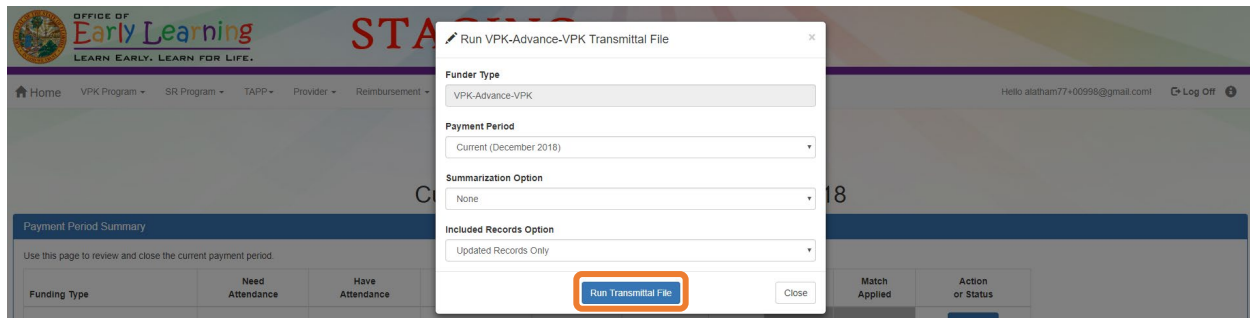 OFFICE OF
Early Learning
LEARN EARLY. LEARN FOR LIFE.
STA
Home VPK Program SR Program TAPP Provider Reimbursement
Hello alatham77+00998@gmail.com! Log Off
Run VPK-Advance-VPK Transmittal File ×
Funder Type
VPK-Advance-VPK
Payment Period
Current (December 2018)
Summarization Option
None
Included Records Option
Updated Records Only
Run Transmittal File Close
18
Payment Period Summary
Use this page to review and close the current payment period.
Funding Type Need Attendance Have Attendance Match Applied Action or Status